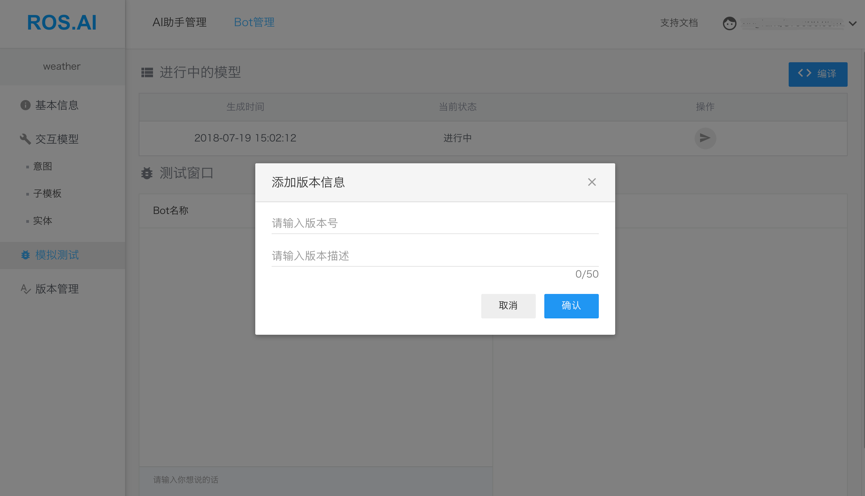 ROS.AI
AI助手管理
Bot管理
支持文档
weather
基本信息
交互模型
意图
子模板
实体
模拟测试
版本管理
进行中的模型
编译
生成时间
当前状态
操作
2018-07-19 15:02:12
进行中
测试窗口
Bot名称
添加版本信息
请输入版本号
请输入版本描述
0/50
取消
确认
请输入你想说的话